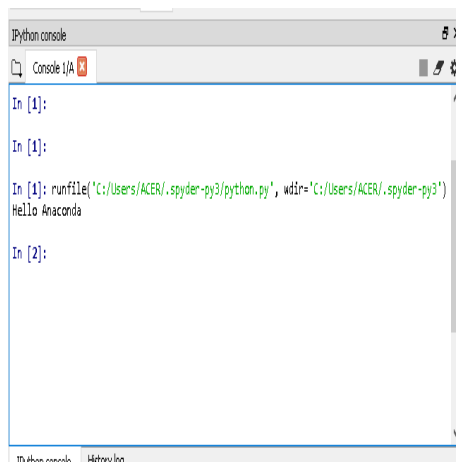 IPython console
Console 1/A
In [1]:
In [1]:
In [1]: runfile('C:/Users/ACER/.spyder-py3/python.py', wdir='C:/Users/ACER/.spyder-py3')
Hello Anaconda
In [2]:
IPython console History log